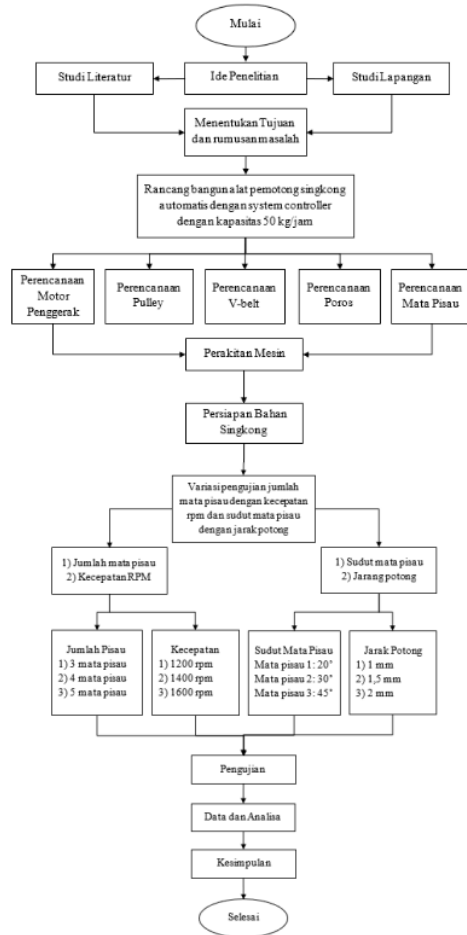 Mulai
Studi Literatur
Ide Penelitian
Studi Lapangan
Menentukan Tujuan
dan rumusan masalah
Rancang bangun alat pemotong singkong
automatis dengan system controller
dengan kapasitas 50 kg/jam
Perencanaan
Motor
Penggerak
Perencanaan
Pulley
Perencanaan
V-belt
Perencanaan
Poros
Perencanaan
Mata Pisau
Perakitan Mesin
Persiapan Bahan
Singkong
Variasi pengujian jumlah
mata pisau dengan kecepatan
rpm dan sudut mata pisau
dengan jarak potong
1) Jumlah mata pisau
2) Kecepatan RPM
1) Sudut mata pisau
2) Jarang potong
Jumlah Pisau
1) 3 mata pisau
2) 4 mata pisau
3) 5 mata pisau
Kecepatan
1) 1200 rpm
2) 1400 rpm
3) 1600 rpm
Sudut Mata Pisau
Mata pisau 1: 20°
Mata pisau 2: 30°
Mata pisau 3: 45°
Jarak Potong
1) 1 mm
2) 1,5 mm
3) 2 mm
Pengujian
Data dan Analisa
Kesimpulan
Selesai